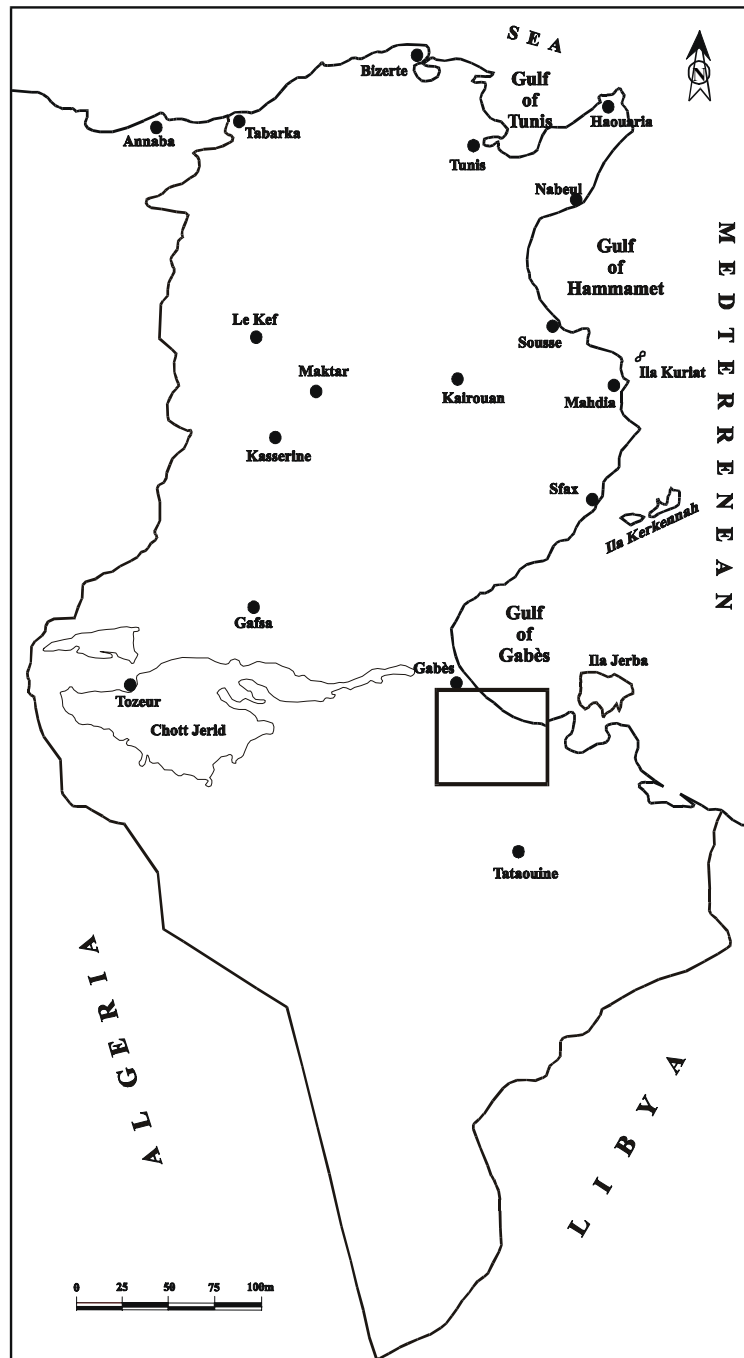 SEA
N
Bizerte
Gulf
of
Tunis
Haouaria
Annaba
Tabarka
Tunis
Nabeul
MEDTERRENEAN
Gulf
of
Hammamet
Le Kef
Sousse
Ila Kuriat
Maktar
Kairouan
Mahdia
Kasserine
Sfax
Ila Kerkennah
Gafsa
Gulf
of
Gabès
Ila Jerba
Gabès
Tozeur
Chott Jerid
Tataouine
ALGERIA
LIBYA
0 25 50 75 100m